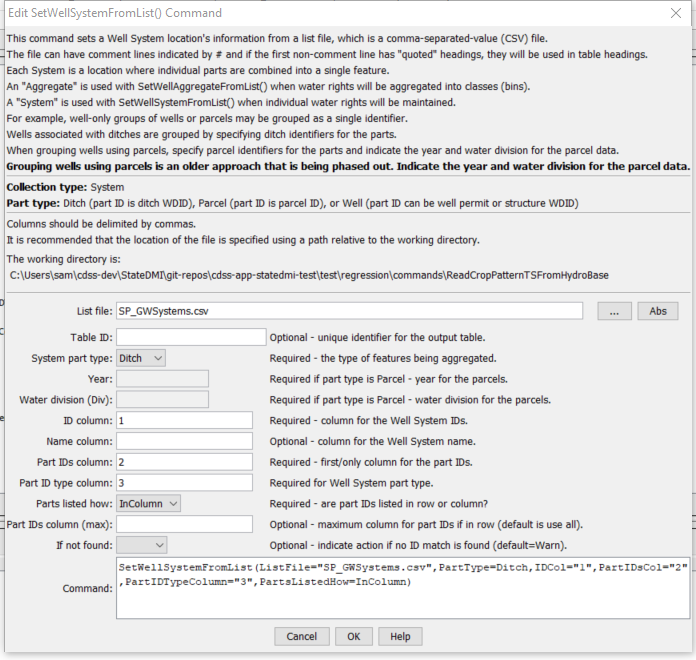 Edit SetWellSystemFromList() Command
This command sets a Well System location's information from a list file, which is a comma-separated-value (CSV) file.
The file can have comment lines indicated by # and if the first non-comment line has "quoted" headings, they will be used in table headings.
Each System is a location where individual parts are combined into a single feature.
An "Aggregate" is used with SetWellAggregateFromList() when water rights will be aggregated into classes (bins).
A "System" is used with SetWellSystemFromList() when individual water rights will be maintained.
For example, well-only groups of wells or parcels may be grouped as a single identifier.
Wells associated with ditches are grouped by specifying ditch identifiers for the parts.
When grouping wells using parcels, specify parcel identifiers for the parts and indicate the year and water division for the parcel data.
Grouping wells using parcels is an older approach that is being phased out. Indicate the year and water division for the parcel data.
Collection type: System
Part type: Ditch (part ID is ditch WDID), Parcel (part ID is parcel ID), or Well (part ID can be well permit or structure WDID)
Columns should be delimited by commas.
It is recommended that the location of the file is specified using a path relative to the working directory.
The working directory is:
C:\Users\sam\cdss-dev\StateDMI\git-repos\cdss-app-statedmi-test\test\regression\commands\ReadCropPatternTSFromHydroBase
List file: SP_GWSystems.csv ... Abs
Table ID: Optional - unique identifier for the output table.
System part type: Ditch Required - the type of features being aggregated.
Year: Required if part type is Parcel - year for the parcels.
Water division (Div): Required if part type is Parcel - water division for the parcels.
ID column: 1 Required - column for the Well System IDs.
Name column: Optional - column for the Well System name.
Part IDs column: 2 Required - first/only column for the part IDs.
Part ID type column: 3 Required for Well System part type.
Parts listed how: InColumn Required - are part IDs listed in row or column?
Part IDs column (max): Optional - maximum column for part IDs if in row (default is use all).
If not found: Optional - indicate action if no ID match is found (default=Warn).
Command: SetWellSystemFromList(ListFile="SP_GWSystems.csv",PartType=Ditch,IDCol="1",PartIDsCol="2"
,PartIDTypeColumn="3",PartsListedHow=InColumn)
Cancel OK Help